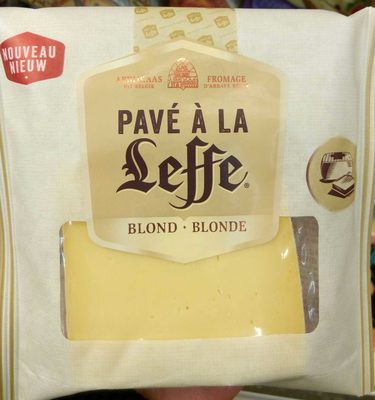 NOUVEAU
NIEUW
FROMAGE
PAVÉ À LA
Leffe
BLOND · BLONDE